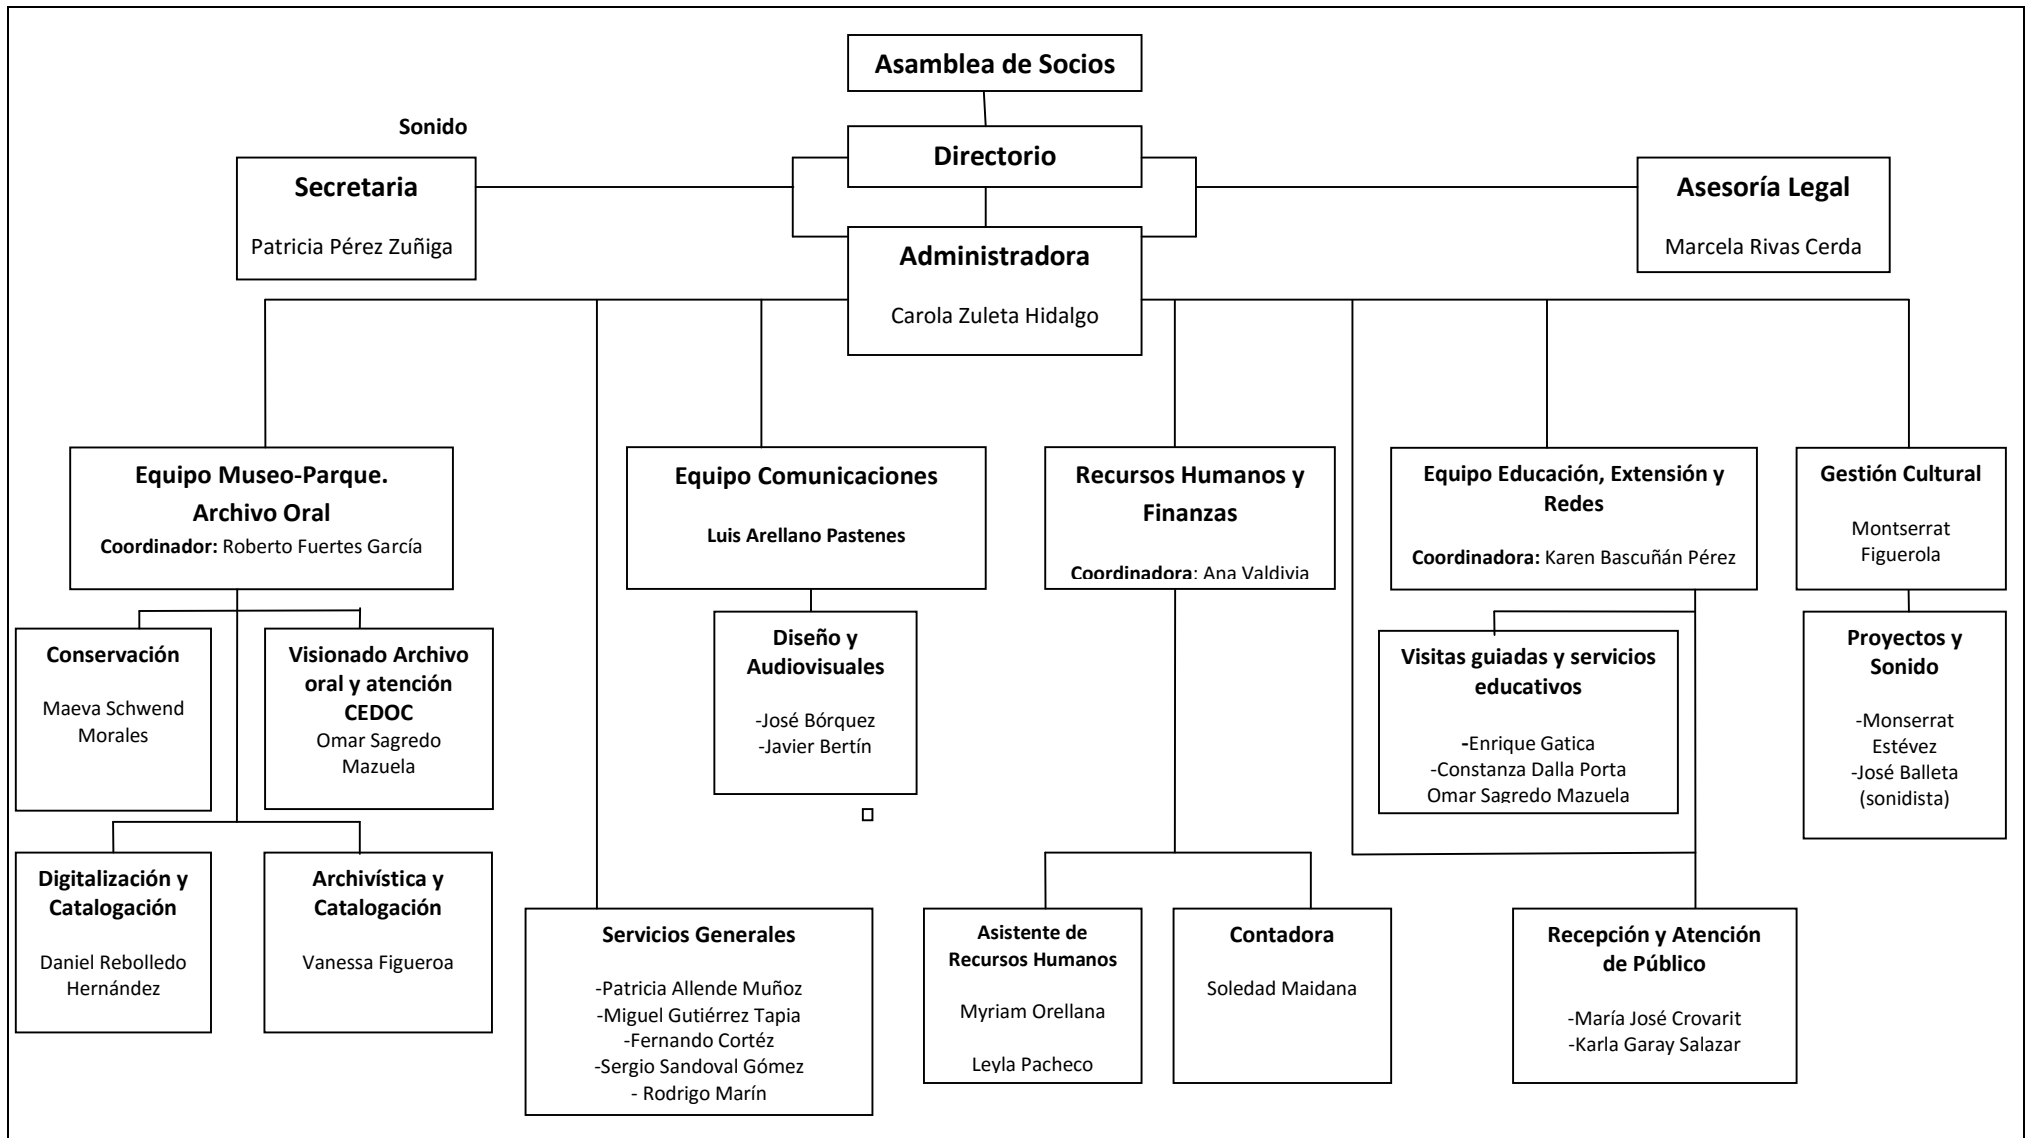 Asamblea de Socios
Sonido
Directorio
Secretaria
Patricia Pérez Zuñiga
Asesoría Legal
Marcela Rivas Cerda
Administradora
Carola Zuleta Hidalgo
Equipo Museo-Parque.
Archivo Oral
Coordinador: Roberto Fuertes García
Equipo Comunicaciones
Luis Arellano Pastenes
Recursos Humanos y
Finanzas
Coordinadora: Ana Valdivia
Equipo Educación, Extensión y
Redes
Coordinadora: Karen Bascuñán Pérez
Gestión Cultural
Montserrat
Figuerola
Conservación
Maeva Schwend
Morales
Visionado Archivo
oral y atención
CEDOC
Omar Sagredo
Mazuela
Diseño y
Audiovisuales
-José Bórquez
-Javier Bertín
Visitas guiadas y servicios
educativos
-Enrique Gatica
-Constanza Dalla Porta
Omar Sagredo Mazuela
Proyectos y
Sonido
-Monserrat
Estévez
-José Balleta
(sonidista)
Digitalización y
Catalogación
Daniel Rebolledo
Hernández
Archivística y
Catalogación
Vanessa Figueroa
Servicios Generales
-Patricia Allende Muñoz
-Miguel Gutiérrez Tapia
-Fernando Cortéz
-Sergio Sandoval Gómez
- Rodrigo Marín
Asistente de
Recursos Humanos
Myriam Orellana
Leyla Pacheco
Contadora
Soledad Maidana
Recepción y Atención
de Público
-María José Crovarit
-Karla Garay Salazar